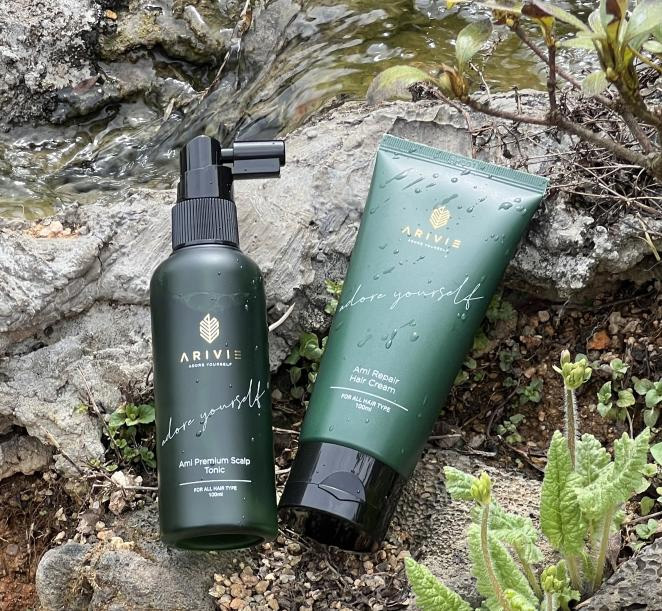 ARIVIE
ADORE YOURSELF
adore yourself
Ami Premium Scalp
Tonic
FOR ALL HAIR TYPE
100ml
ARIVIE
ADORE YOURSELF
adore yourself
Ami Repair
Hair Cream
FOR ALL HAIR TYPE
100ml